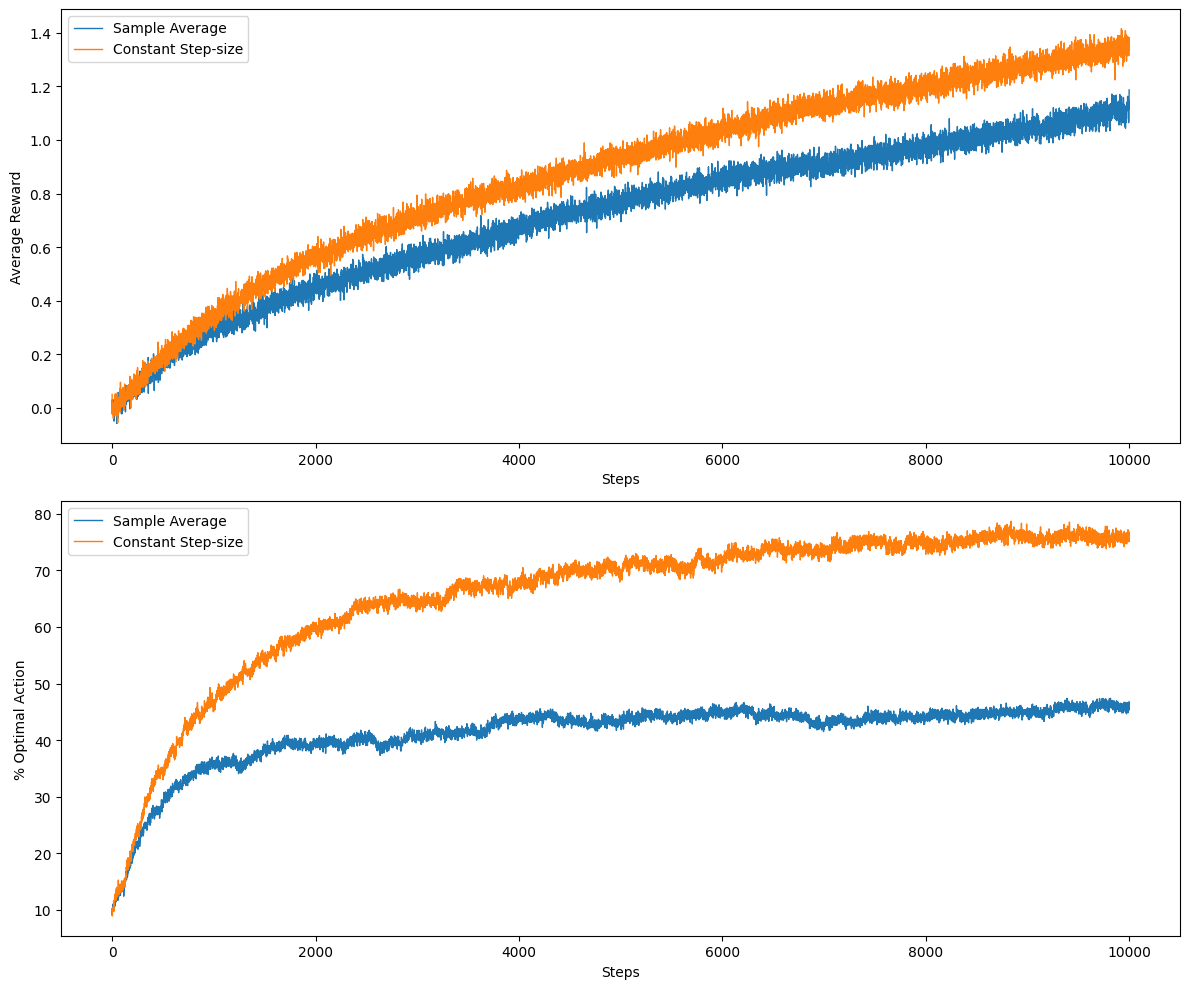 Sample Average
Constant Step-size
1.4
1.2
1.0
0.8
0.6
0.4
0.2
0.0
Average Reward
0 2000 4000 6000 8000 10000
Steps
Sample Average
Constant Step-size
80
70
60
50
40
30
20
10
% Optimal Action
0 2000 4000 6000 8000 10000
Steps